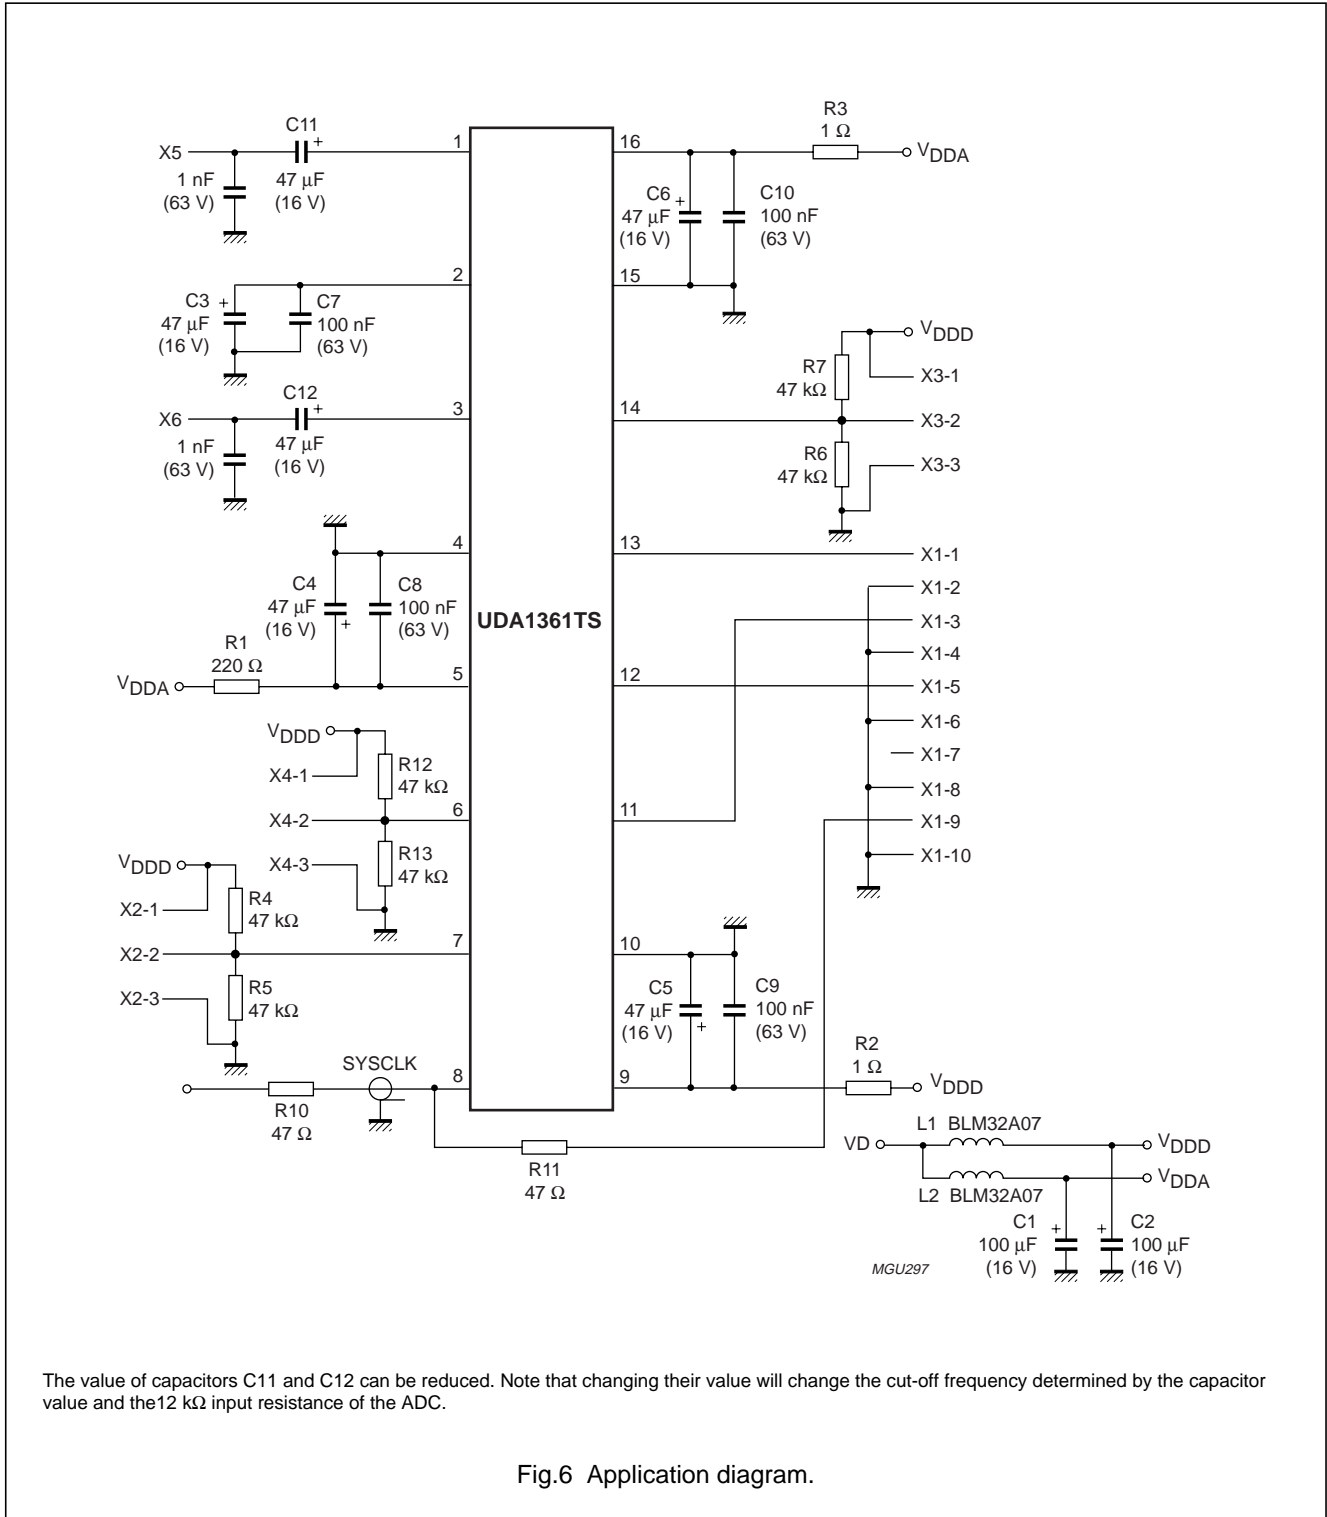 X5
C11
+
1
1 nF
(63 V)
47 µF
(16 V)
2
C3
+
47 µF
(16 V)
C7
100 nF
(63 V)
X6
C12
+
3
1 nF
(63 V)
47 µF
(16 V)
4
C4
47 µF
(16 V)
+
C8
100 nF
(63 V)
R1
220 Ω
VDDA
5
VDDD
X4-1
R12
47 kΩ
X4-2
6
X4-3
R13
47 kΩ
VDDD
X2-1
R4
47 kΩ
X2-2
7
X2-3
R5
47 kΩ
SYSCLK
8
R10
47 Ω
R11
47 Ω
UDA1361TS
16
R3
1 Ω
VDDA
C6
+
47 µF
(16 V)
C10
100 nF
(63 V)
15
VDDD
R7
47 kΩ
X3-1
14
X3-2
R6
47 kΩ
X3-3
13
X1-1
X1-2
X1-3
X1-4
12
X1-5
X1-6
X1-7
X1-8
11
X1-9
X1-10
10
C5
47 µF
(16 V)
+
C9
100 nF
(63 V)
9
R2
1 Ω
VDDD
L1 BLM32A07
VD
VDDD
VDDA
L2 BLM32A07
C1
+
100 µF
(16 V)
C2
+
100 µF
(16 V)
MGU297
The value of capacitors C11 and C12 can be reduced. Note that changing their value will change the cut-off frequency determined by the capacitor
value and the12 kΩ input resistance of the ADC.
Fig.6 Application diagram.